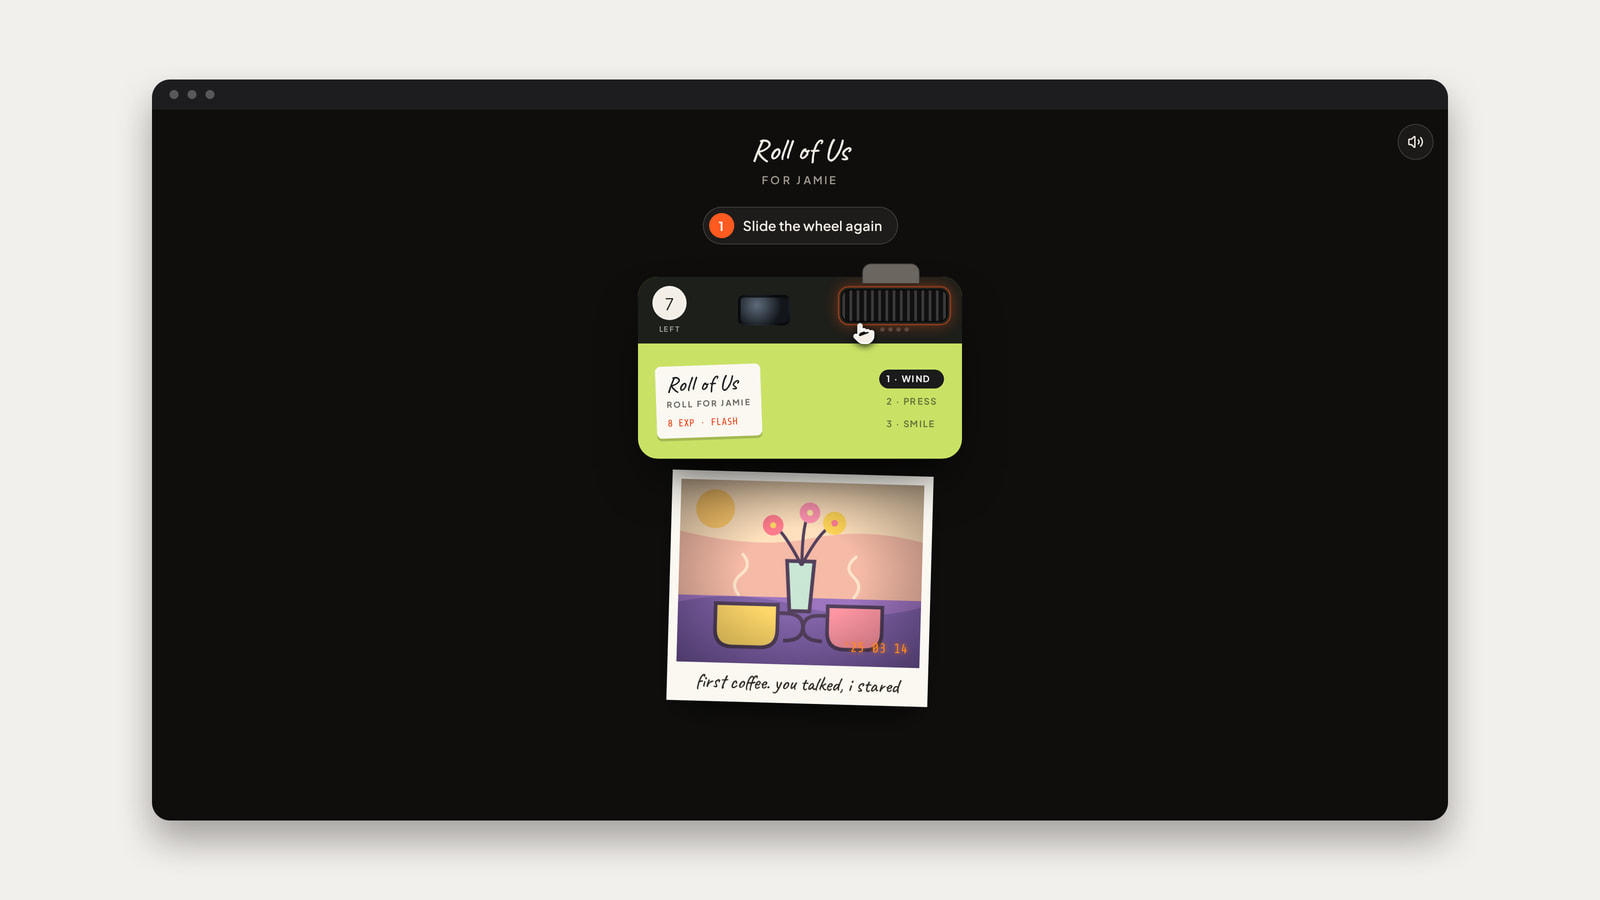 Roll of Us
FOR JAMIE
1 Slide the wheel again
7
LEFT
Roll of Us
ROLL FOR JAMIE
8 EXP · FLASH
1 · WIND
2 · PRESS
3 · SMILE
'25 03 14
first coffee. you talked, i stared